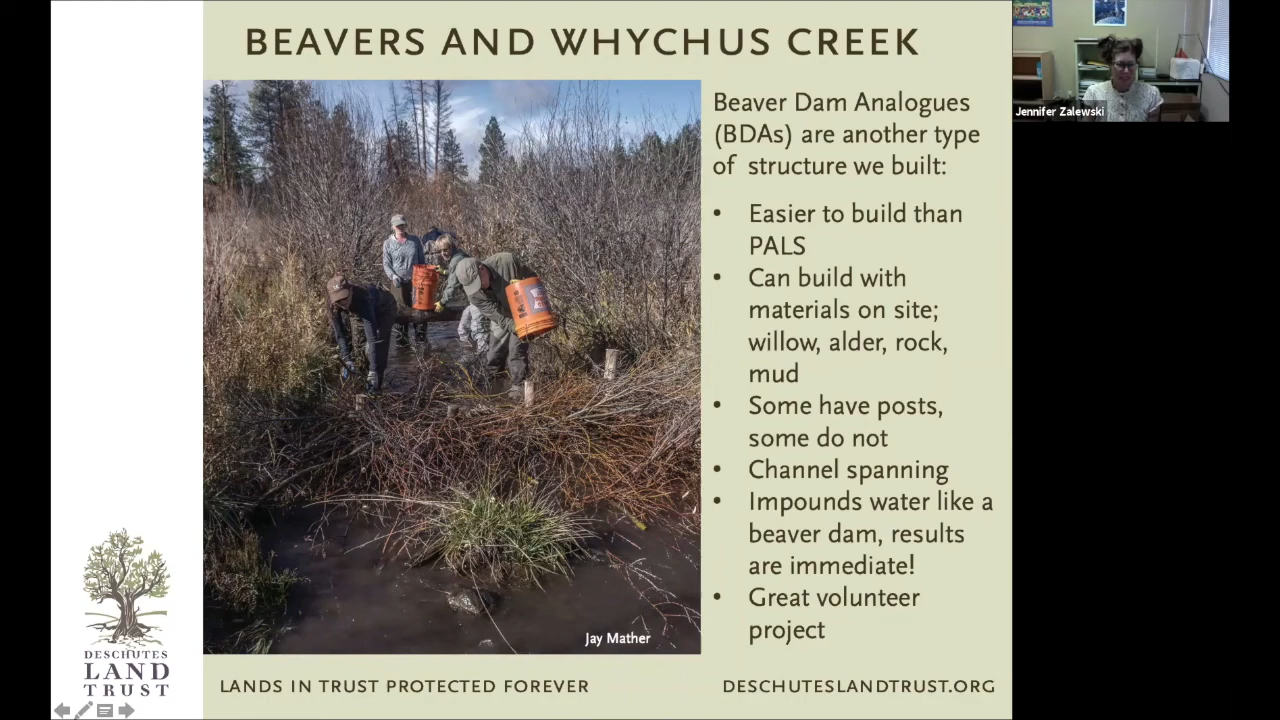 BEAVERS AND WHYCHUS CREEK
Beaver Dam Analogues
(BDAs) are another type
of structure we built:
• Easier to build than
PALS
• Can build with
materials on site;
willow, alder, rock,
mud
• Some have posts,
some do not
• Channel spanning
• Impounds water like a
beaver dam, results
are immediate!
• Great volunteer
project
Jay Mather
DESCHUTES
LAND
TRUST
LANDS IN TRUST PROTECTED FOREVER
DESCHUTESLANDTRUST.ORG
Jennifer Zalewski